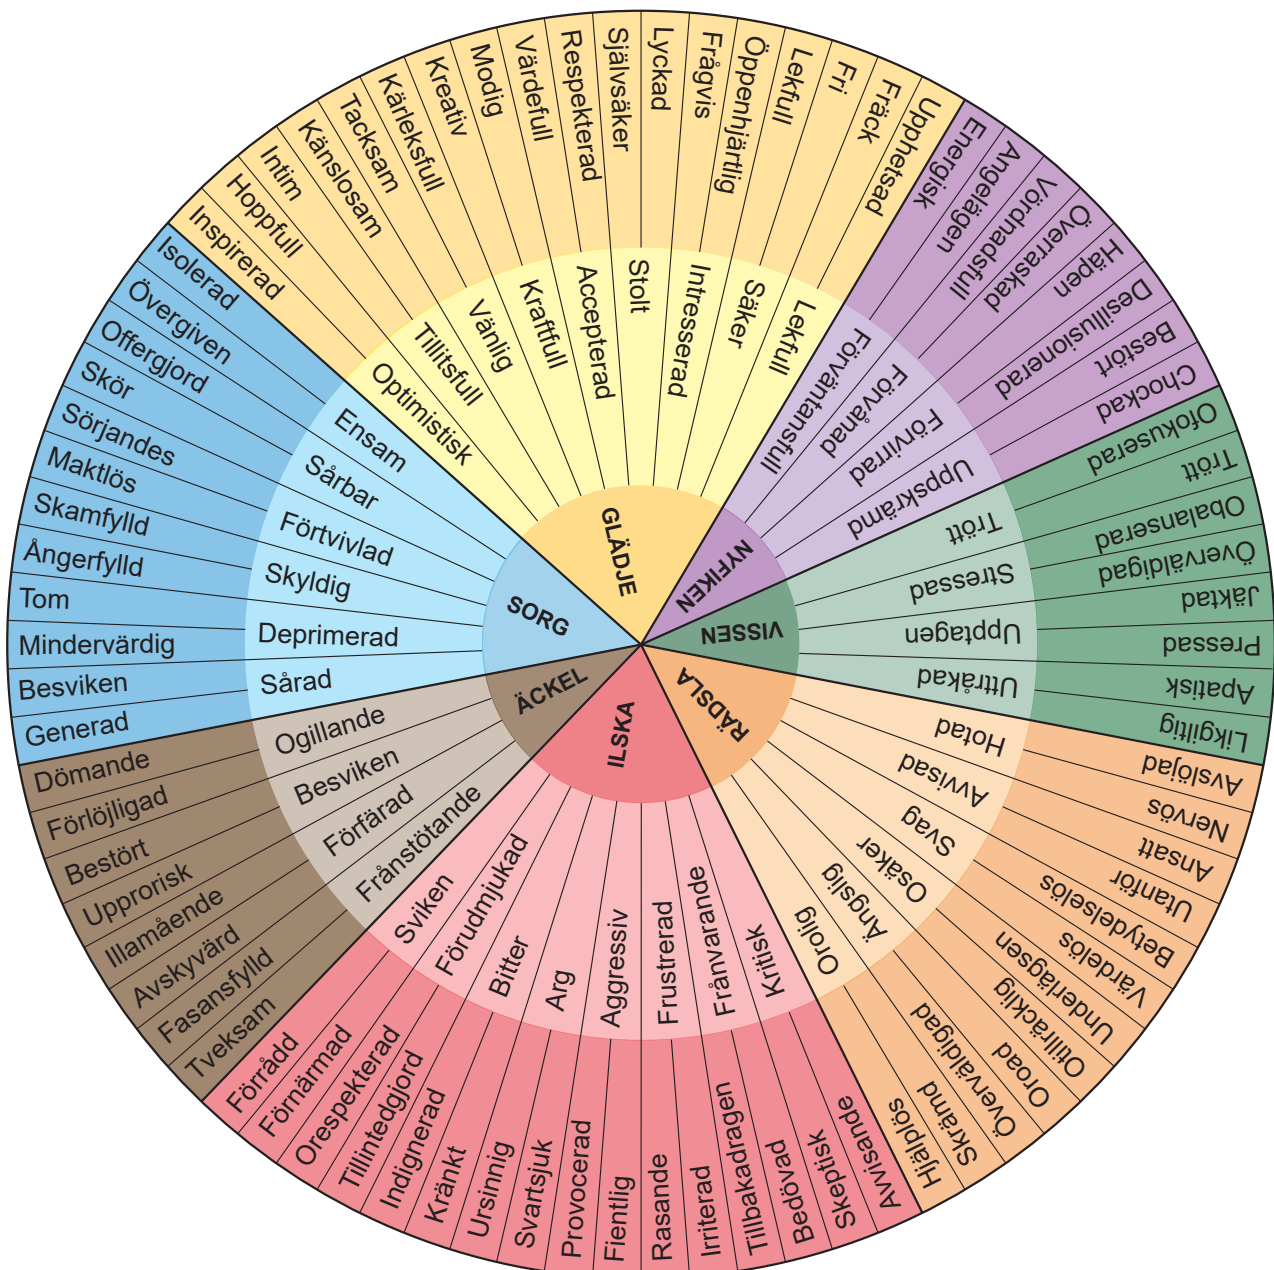 GLÄDJE
Optimistisk
Tillitsfull
Vänlig
Kraftfull
Accepterad
Stolt
Intresserad
Säker
Lekfull
Inspirerad
Hoppfull
Intim
Känslosam
Tacksam
Kärleksfull
Kreativ
Modig
Värdefull
Respekterad
Självsäker
Lyckad
Frågvis
Öppenhjärtlig
Lekfull
Fri
Fräck
Upphetsad
NYFIKEN
Förväntansfull
Förvånad
Förvirrad
Uppskrämd
Energisk
Angelägen
Vördnadsfull
Överraskad
Häpen
Desillusionerad
Bestört
Chockad
VISSEN
Trött
Stressad
Upptagen
Uttråkad
Ofokuserad
Trött
Obalanserad
Överväldigad
Jäktad
Pressad
Apatisk
Likgiltig
RÄDSLA
Hotad
Avvisad
Svag
Osäker
Ängslig
Orolig
Avslöjad
Nervös
Ansatt
Utanför
Betydelselös
Värdelös
Underlägsen
Otillräcklig
Oroad
Överväldigad
Skrämd
Hjälplös
ILSKA
Kritisk
Frånvarande
Frustrerad
Aggressiv
Arg
Bitter
Förudmjukad
Sviken
Avvisande
Skeptisk
Bedövad
Tillbakadragen
Irriterad
Rasande
Fientlig
Provocerad
Svartsjuk
Ursinnig
Kränkt
Indignerad
Tillintedgjord
Orespekterad
Förnärmad
Förrådd
ÄCKEL
Frånstötande
Förfärad
Besviken
Ogillande
Tveksam
Fasansfylld
Avskyvärd
Illamående
Upprorisk
Bestört
Förlöjligad
Dömande
SORG
Sårad
Deprimerad
Skyldig
Förtvivlad
Sårbar
Ensam
Generad
Besviken
Mindervärdig
Tom
Ångerfylld
Skamfylld
Maktlös
Sörjandes
Skör
Offergjord
Övergiven
Isolerad